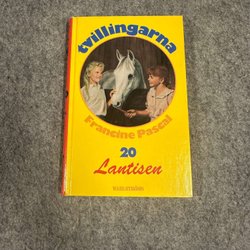 tvillingarna
Francine Pascal
20
Lantisen
WAHLSTRÖMS